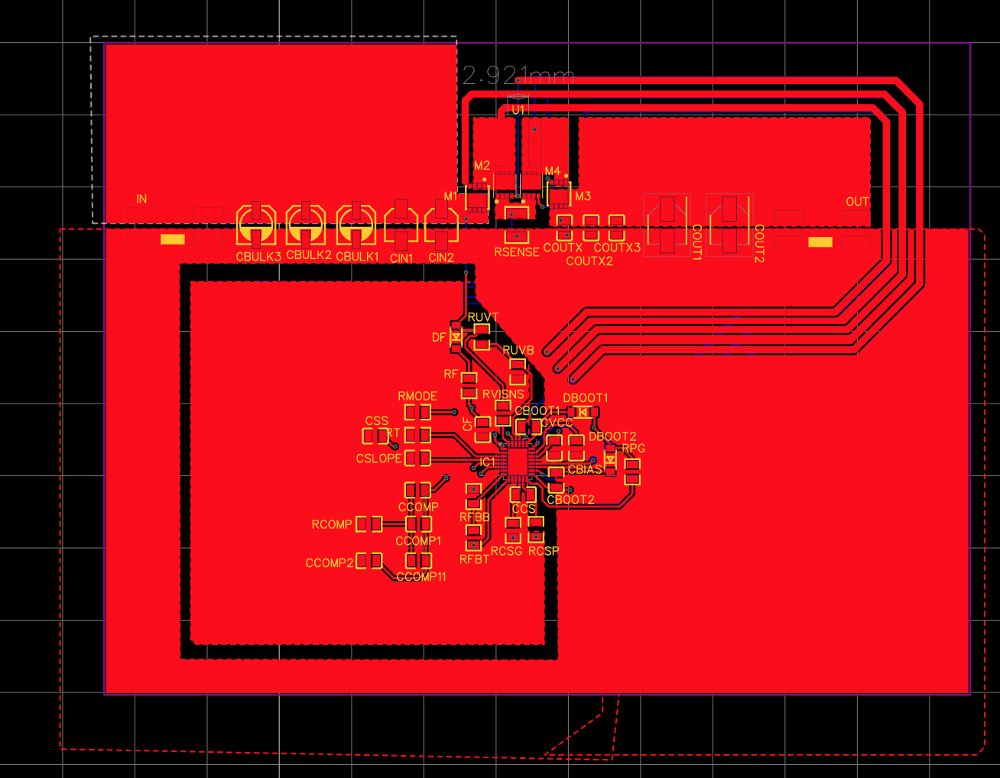 2.921mm
U1
M2
M4
IN
M1
M3
OUT
CBULK3
CBULK2
CBULK1
CIN1
CIN2
RSENSE
COUTX
COUTX3
COUTX2
COUT1
COUT2
RUVT
DF
RUVB
RF
RMODE
RVISNS
DBOOT1
CBOOT1
CSS
RT
CF
CVCC
DBOOT2
RPG
CSLOPE
IC1
CBIAS
CCOMP
CCS
CBOOT2
RFBB
RCOMP
CCOMP1
RCSG
RCSP
RFBT
CCOMP2
CCOMP11